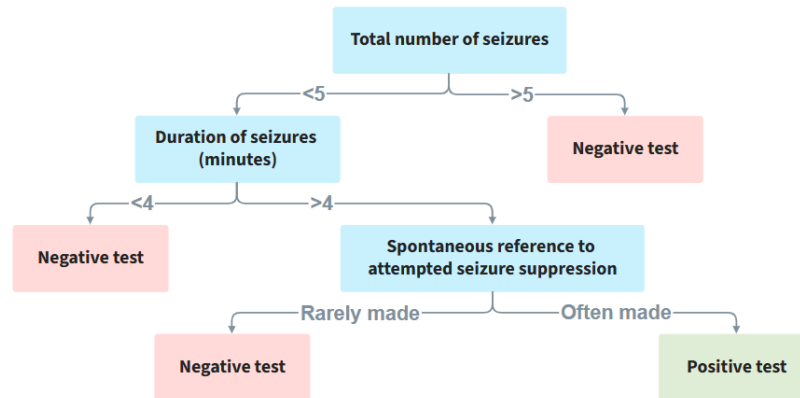 Total number of seizures
<5
>5
Duration of seizures
(minutes)
Negative test
<4
>4
Negative test
Spontaneous reference to
attempted seizure suppression
Rarely made
Often made
Negative test
Positive test